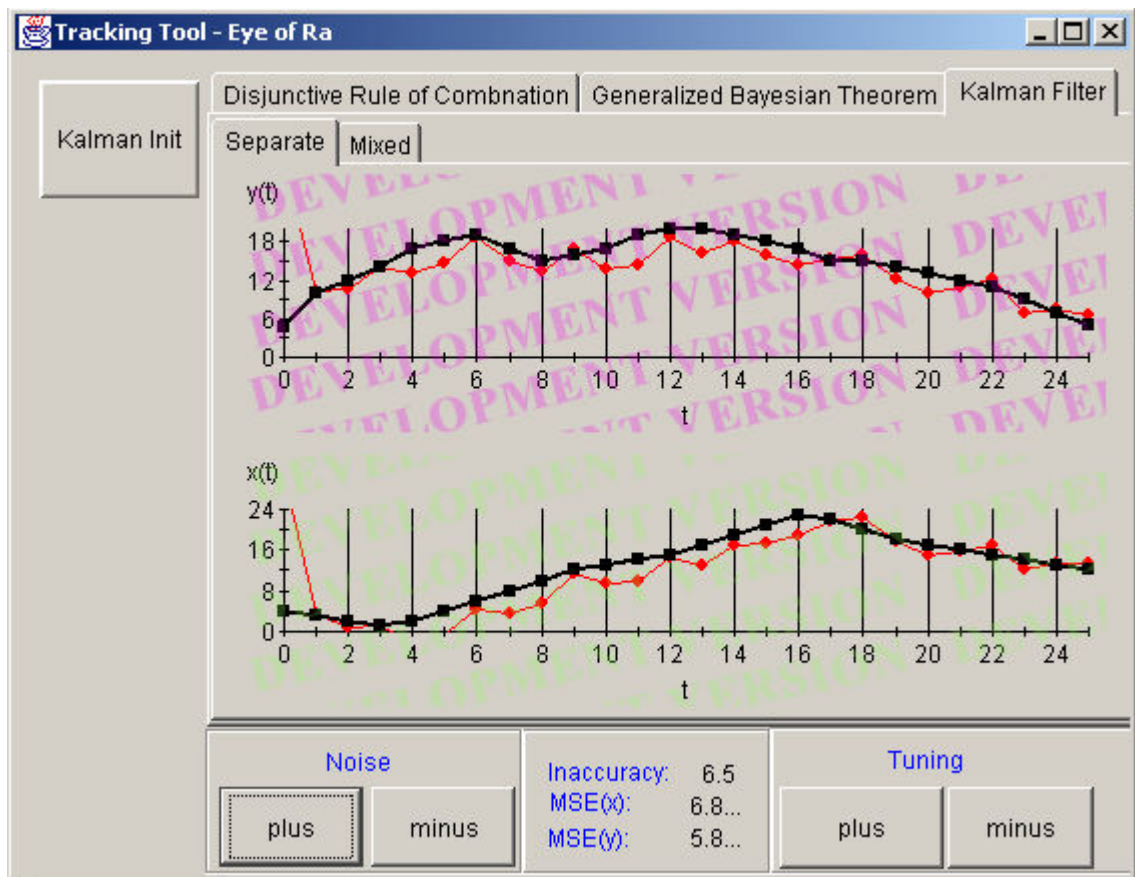 Tracking Tool - Eye of Ra
Kalman Init
Disjunctive Rule of Combnation Generalized Bayesian Theorem Kalman Filter
Separate Mixed
y(t)
18
12
6
0
0 2 4 6 8 10 12 14 16 18 20 22 24
t
DEVELOPMENT VERSION
x(t)
24
16
8
0
0 2 4 6 8 10 12 14 16 18 20 22 24
t
DEVELOPMENT VERSION
Noise
plus minus
Inaccuracy: 6.5
MSE(x): 6.8...
MSE(y): 5.8...
Tuning
plus minus